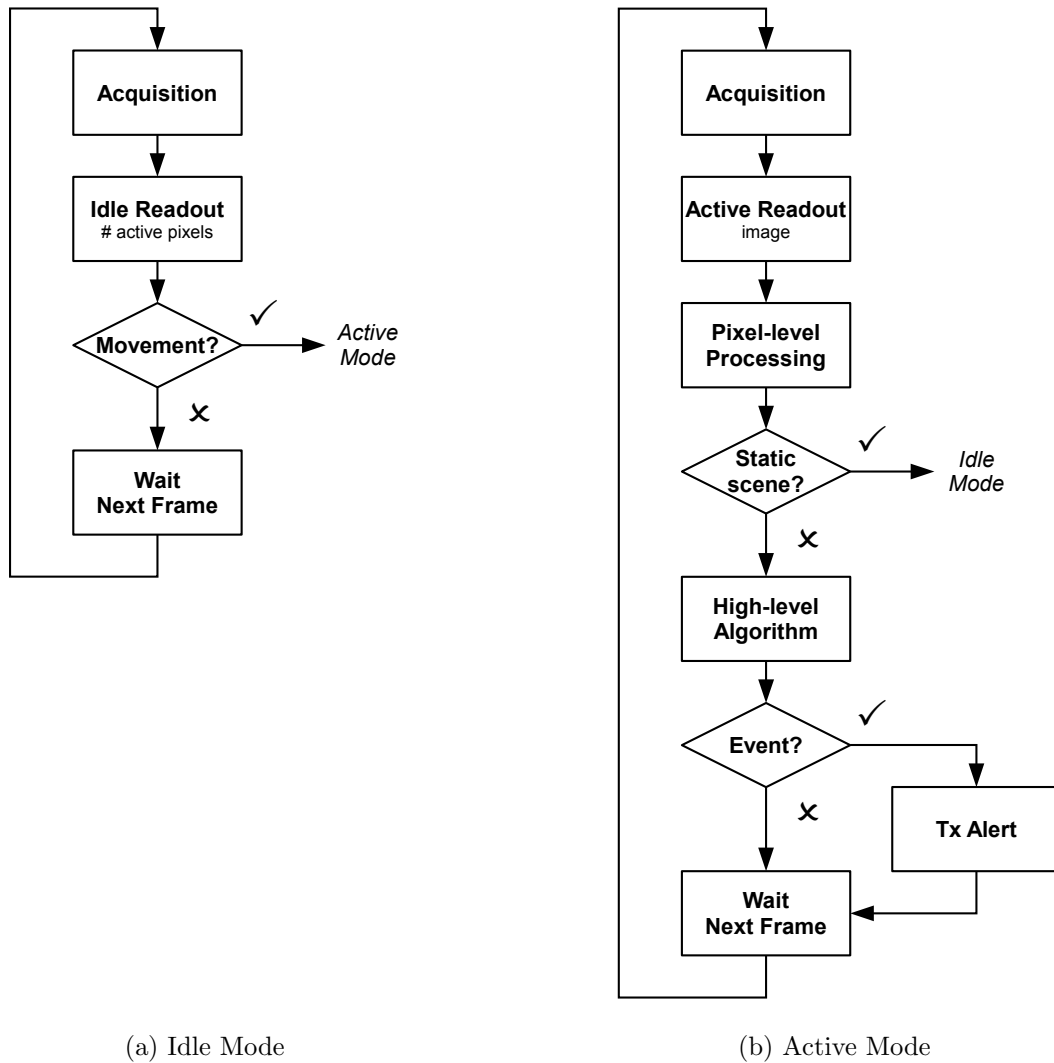 Acquisition
Idle Readout
# active pixels
Movement?
✓
Active
Mode
✗
Wait
Next Frame
(a) Idle Mode
Acquisition
Active Readout
image
Pixel-level
Processing
Static
scene?
✓
Idle
Mode
✗
High-level
Algorithm
Event?
✓
✗
Tx Alert
Wait
Next Frame
(b) Active Mode